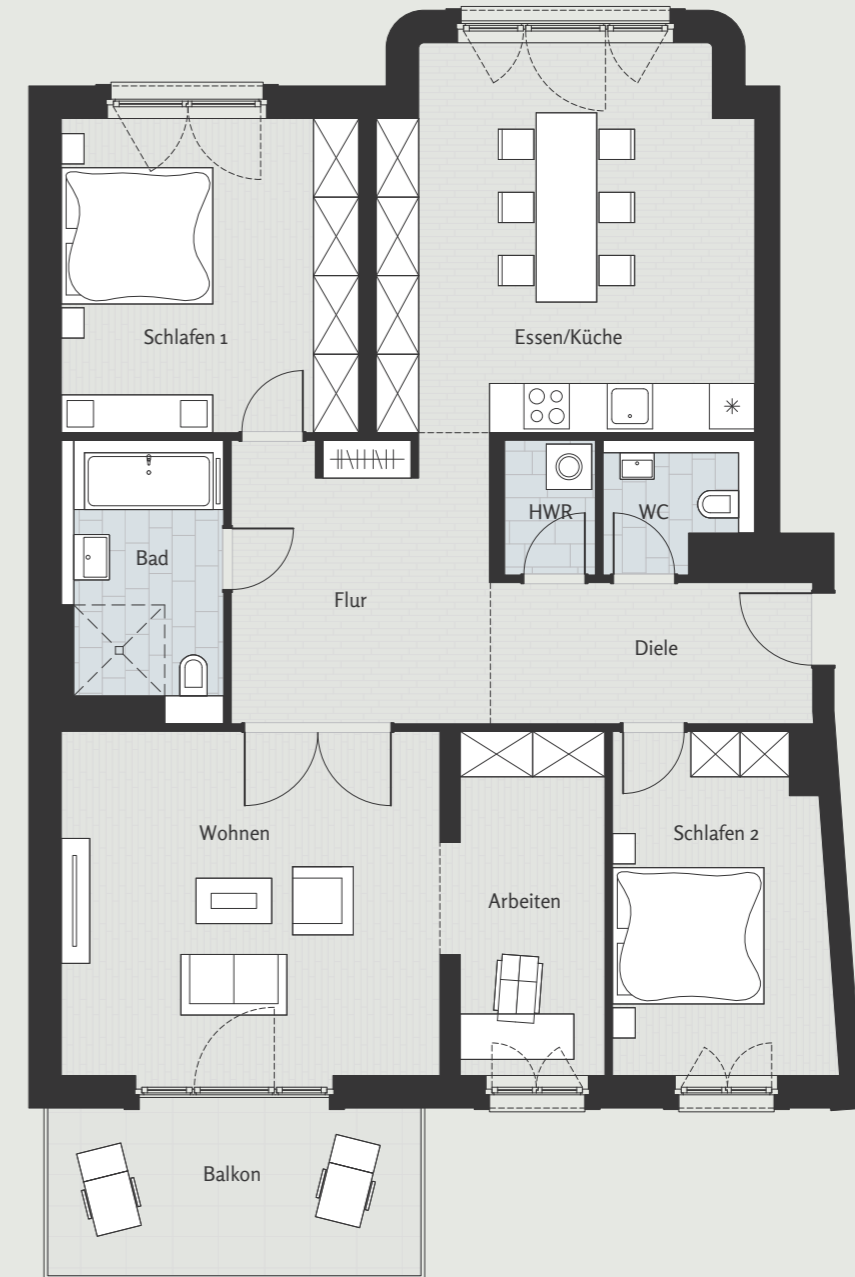 Schlafen 1
Essen/Küche
HWR
WC
Bad
Flur
Diele
Wohnen
Schlafen 2
Arbeiten
Balkon